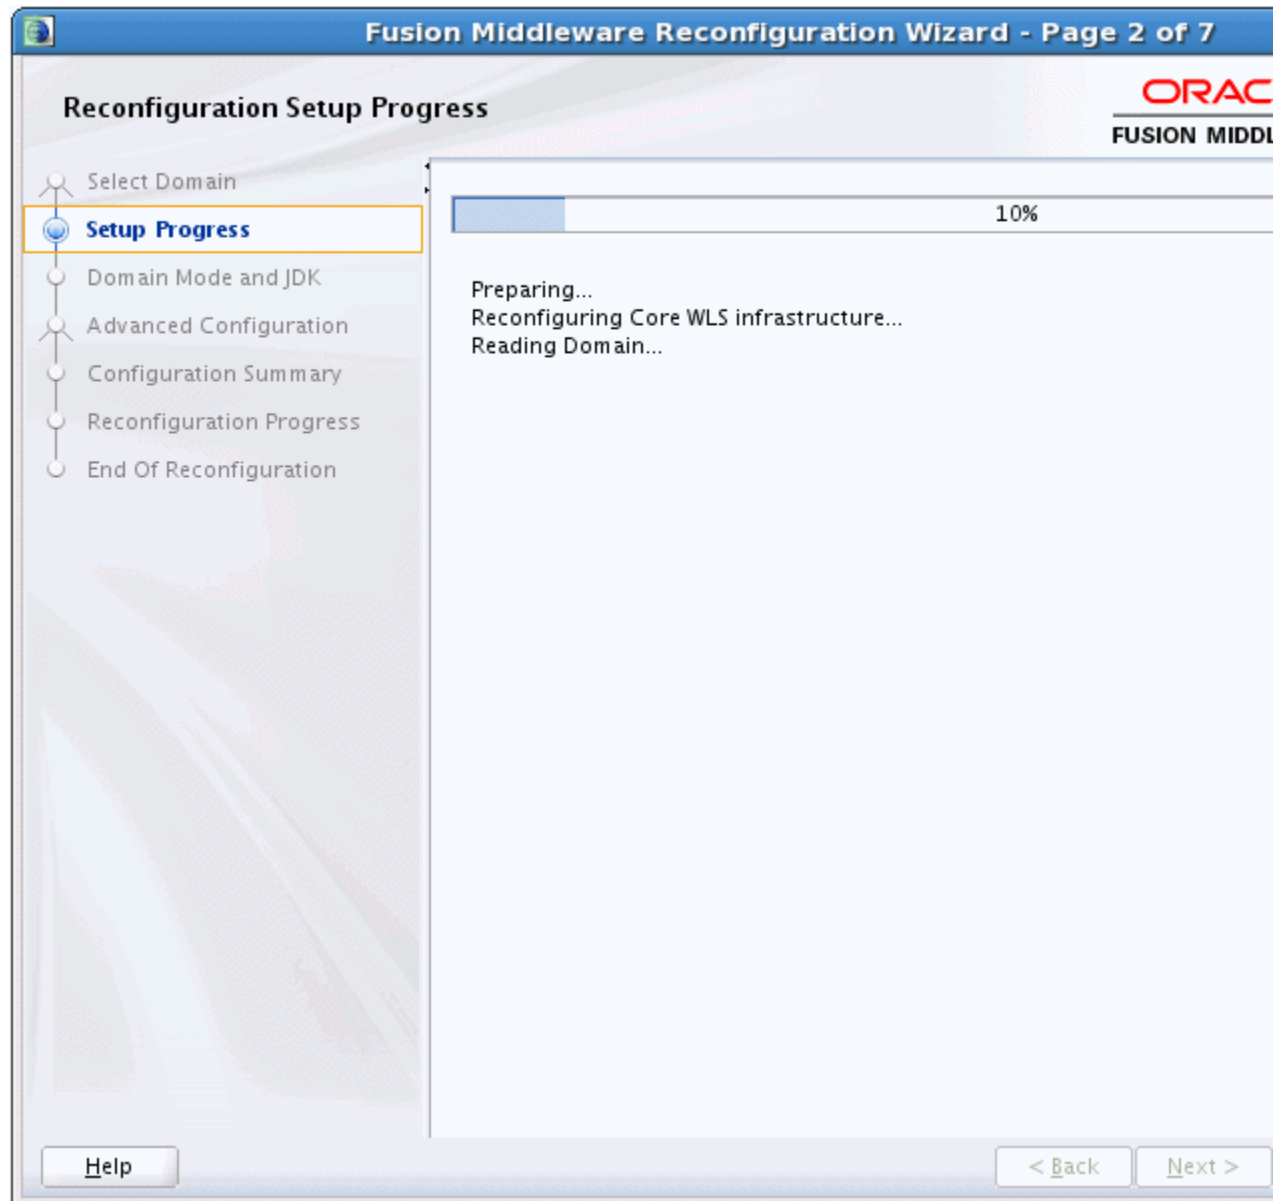 Fusion Middleware Reconfiguration Wizard - Page 2 of 7
Reconfiguration Setup Progress
FUSION
Select Domain
Setup Progress
Domain Mode and JDK
Advanced Configuration
Configuration Summary
Reconfiguration Progress
End Of Reconfiguration
10%
Preparing...
Reconfiguring Core WLS infrastructure...
Reading Domain...
Help
< Back
Next >